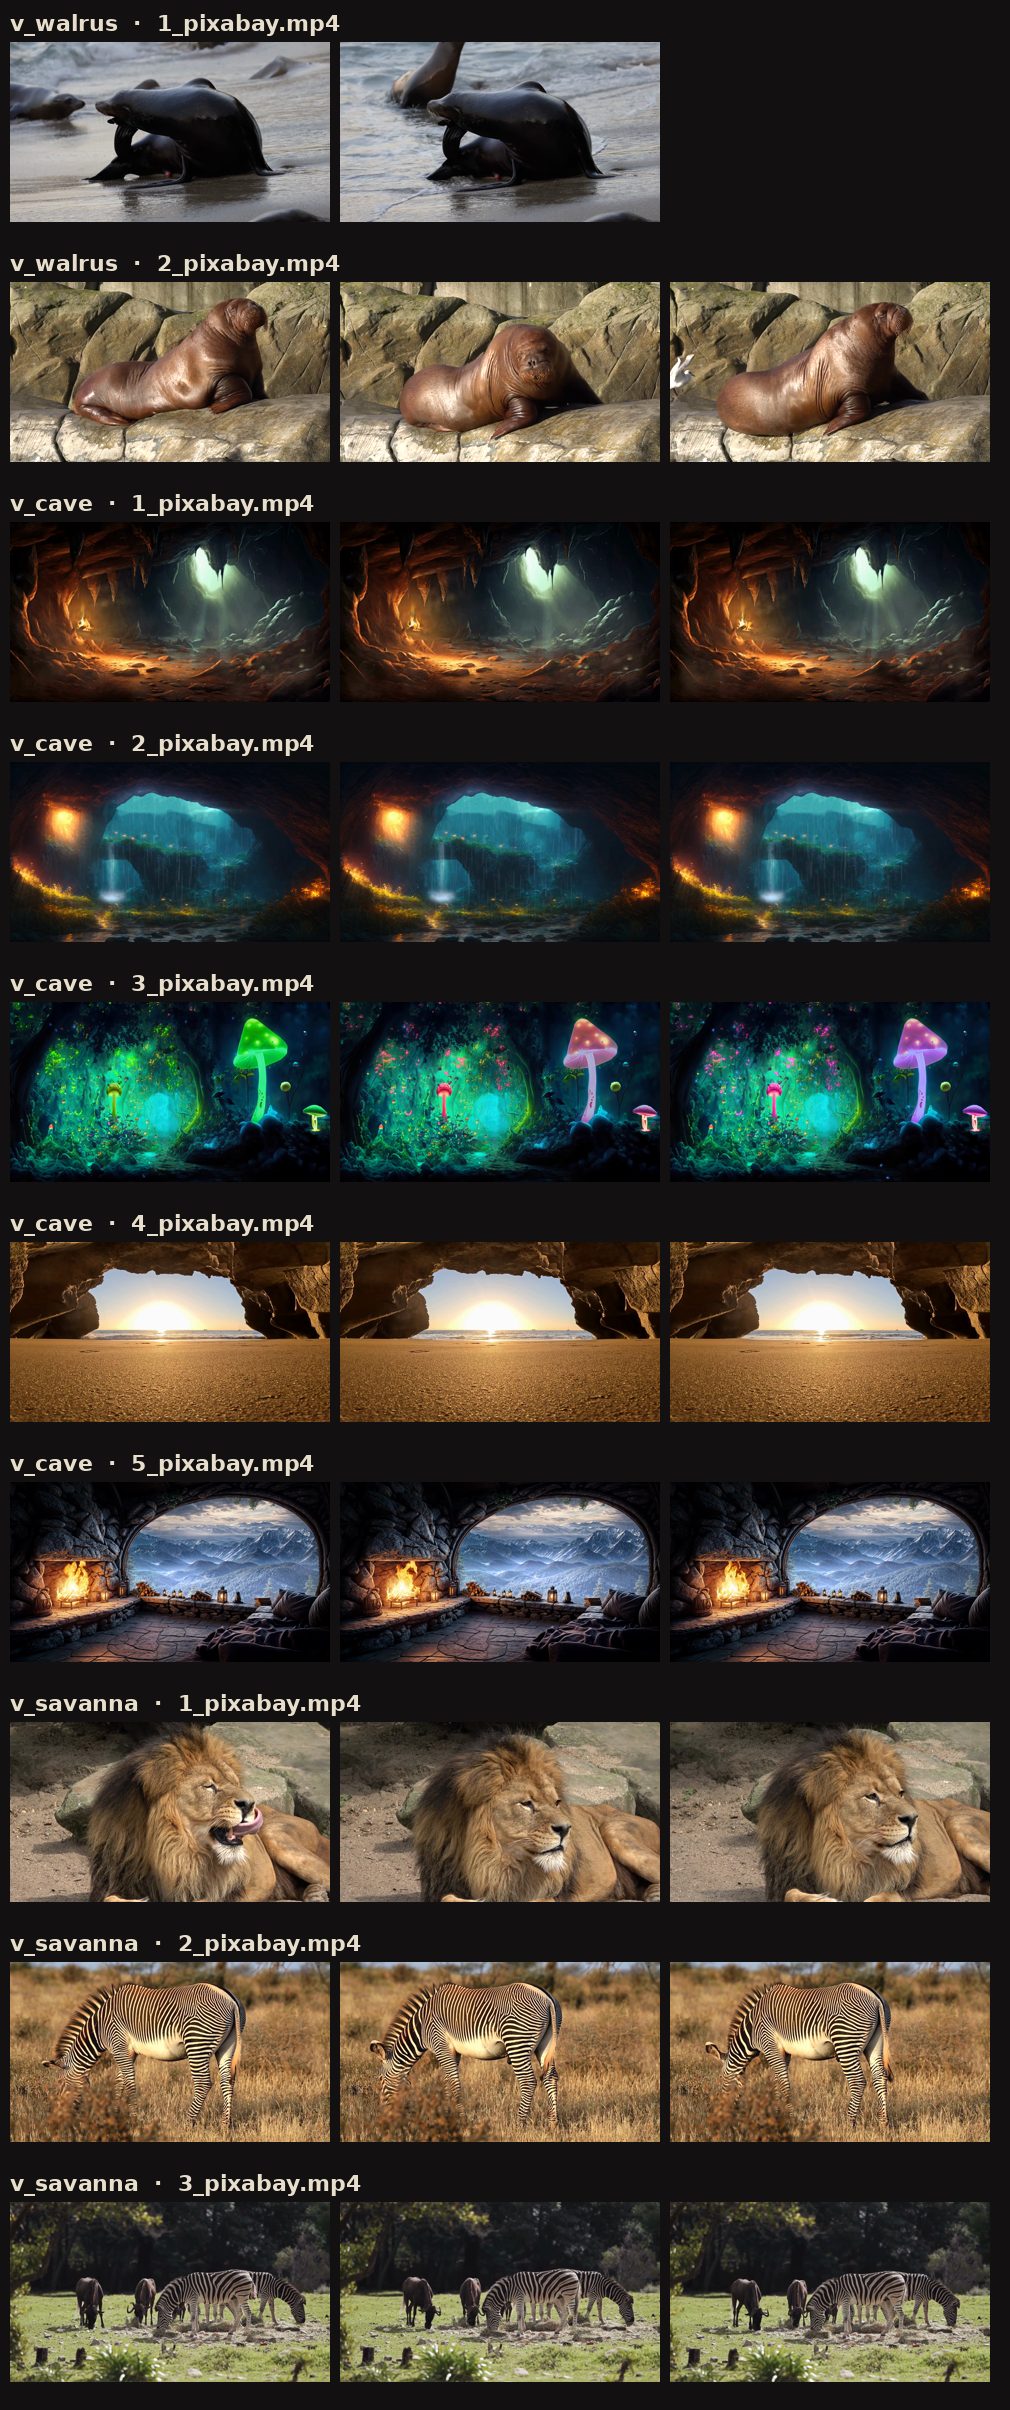 v_walrus · 1_pixabay.mp4
v_walrus · 2_pixabay.mp4
v_cave · 1_pixabay.mp4
v_cave · 2_pixabay.mp4
v_cave · 3_pixabay.mp4
v_cave · 4_pixabay.mp4
v_cave · 5_pixabay.mp4
v_savanna · 1_pixabay.mp4
v_savanna · 2_pixabay.mp4
v_savanna · 3_pixabay.mp4